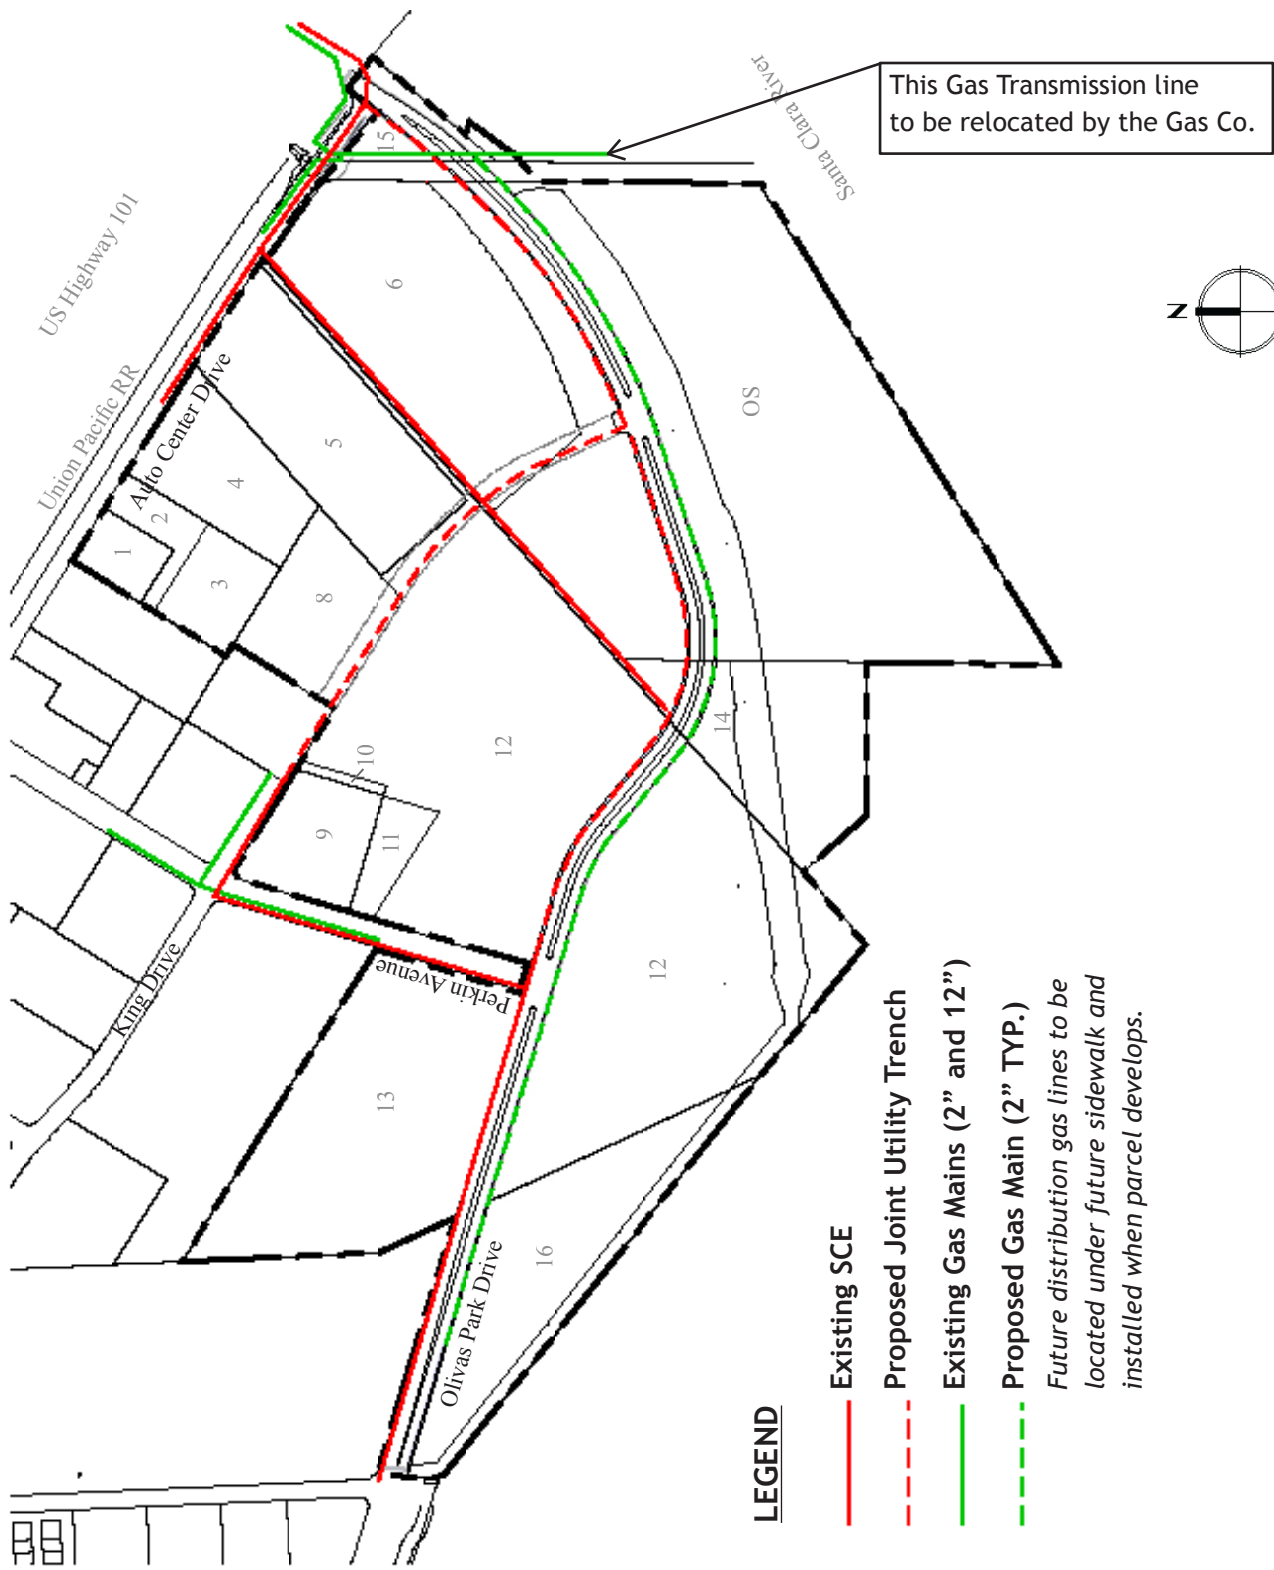 This Gas Transmission line
to be relocated by the Gas Co.
Santa Clara River
US Highway 101
Union Pacific RR
Auto Center Drive
15
6
5
4
2
1
3
8
OS
N
10
12
9
11
14
King Drive
Perkin Avenue
12
13
16
Olivas Park Drive
LEGEND
Existing SCE
Proposed Joint Utility Trench
Existing Gas Mains (2” and 12”)
Proposed Gas Main (2” TYP.)
Future distribution gas lines to be
located under future sidewalk and
installed when parcel develops.